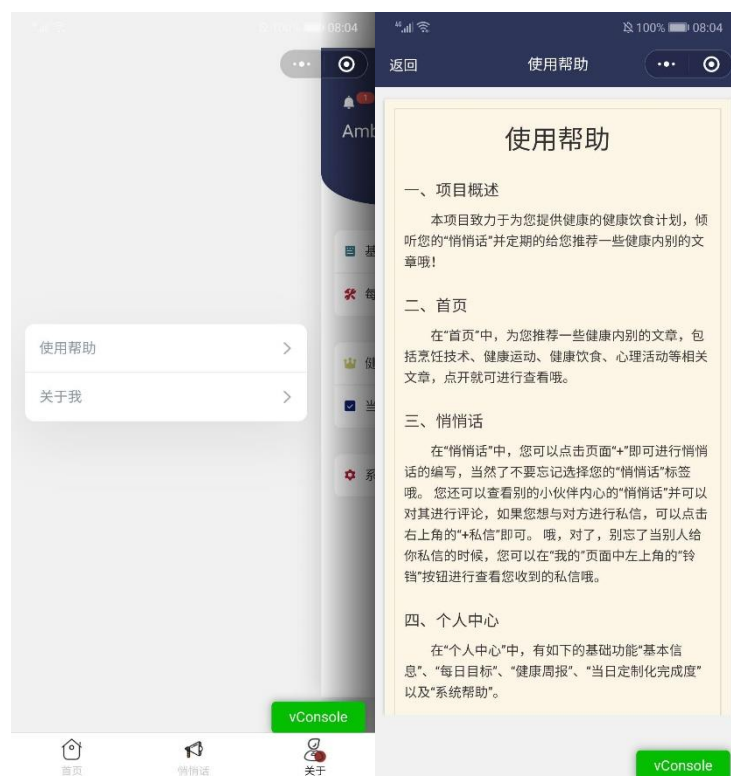 08:04
1
Amb
基
每
使用帮助
健
关于我
当
系
vConsole
首页
悄悄话
关于
4G
100%
08:04
返回
使用帮助
使用帮助
一、项目概述
本项目致力于为您提供健康的健康饮食计划，倾
听您的“悄悄话”并定期的给您推荐一些健康内别的文
章哦！
二、首页
在“首页”中，为您推荐一些健康内别的文章，包
括烹饪技术、健康运动、健康饮食、心理活动等相关
文章，点开就可进行查看哦。
三、悄悄话
在“悄悄话”中，您可以点击页面“+”即可进行悄悄
话的编写，当然了不要忘记选择您的“悄悄话”标签
哦。 您还可以查看别的小伙伴内心的“悄悄话”并可以
对其进行评论，如果您想与对方进行私信，可以点击
右上角的“+私信”即可。 哦，对了，别忘了当别人给
你私信的时候，您可以在“我的”页面中左上角的“铃
铛”按钮进行查看您收到的私信哦。
四、个人中心
在“个人中心”中，有如下的基础功能“基本信
息”、“每日目标”、“健康周报”、“当日定制化完成度”
以及“系统帮助”。
vConsole